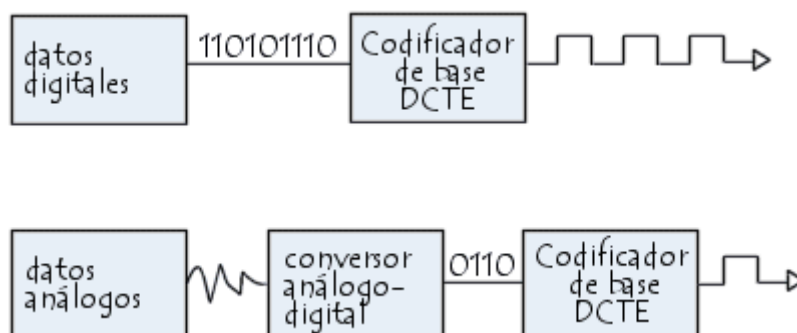 datos
digitales
110101110
Codificador
de base
DCTE
datos
análogos
conversor
análogo-
digital
0110
Codificador
de base
DCTE